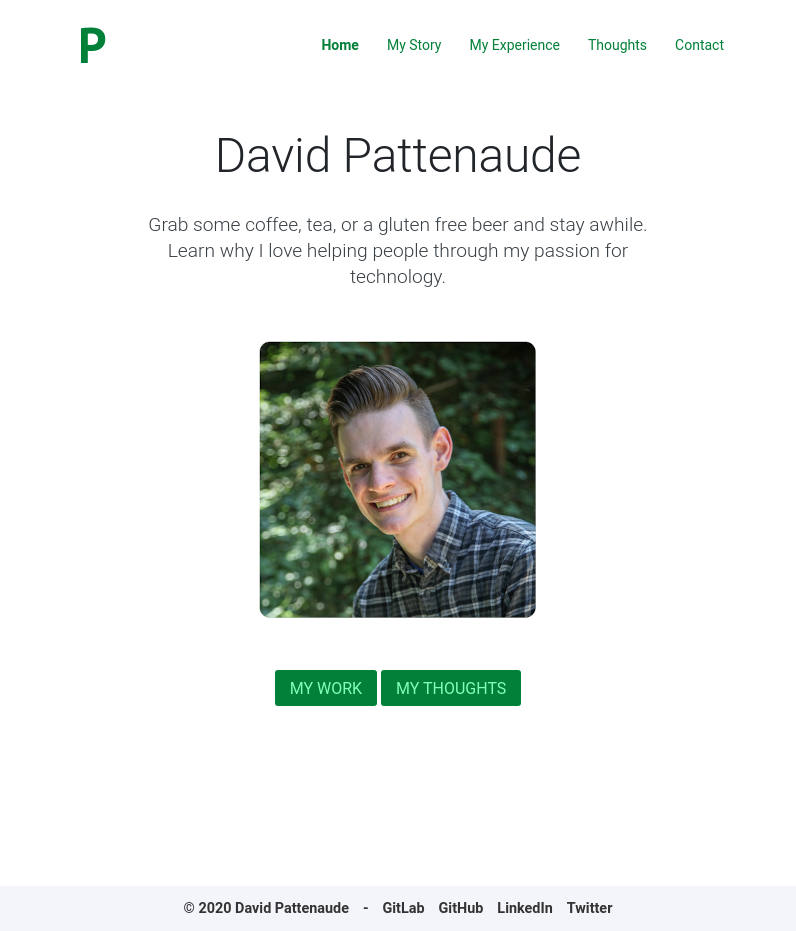 P
Home My Story My Experience Thoughts Contact
David Pattenaude
Grab some coffee, tea, or a gluten free beer and stay awhile.
Learn why I love helping people through my passion for
technology.
MY WORK MY THOUGHTS
© 2020 David Pattenaude - GitLab GitHub LinkedIn Twitter